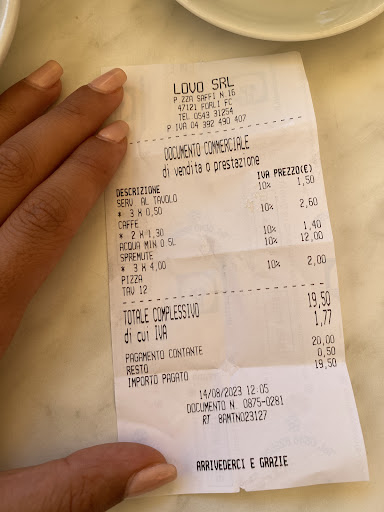 LOVO SRL
P.ZZA SAFFI N.16
47121 FORLI FC
TEL 0543 31254
P IVA 04 392 490 407
DOCUMENTO COMMERCIALE
di vendita o prestazione
DESCRIZIONE IVA PREZZO(€)
SERV. AL TAVOLO 10% 1,50
* 3 X 0,50
CAFFE 10% 2,60
* 2 X 1,30
ACQUA MIN 0.5L 10% 1,40
SPREMUTE 10% 12,00
* 3 X 4,00
PIZZA 10% 2,00
TAV 12
TOTALE COMPLESSIVO 19,50
di cui IVA 1,77
PAGAMENTO CONTANTE 20,00
RESTO 0,50
IMPORTO PAGATO 19,50
14/08/2023 12:05
DOCUMENTO N. 0875-0281
RT 8AMTN023127
ARRIVEDERCI E GRAZIE